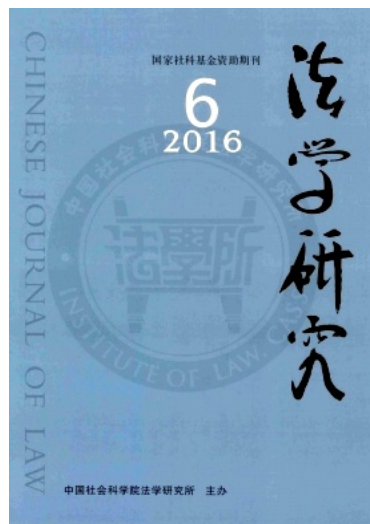 国家社科基金资助期刊
6
2016
法学研究
CHINESE JOURNAL OF LAW
中国社会科学院法学研究所
法學所
INSTITUTE OF LAW, CASS
中国社会科学院法学研究所 主办